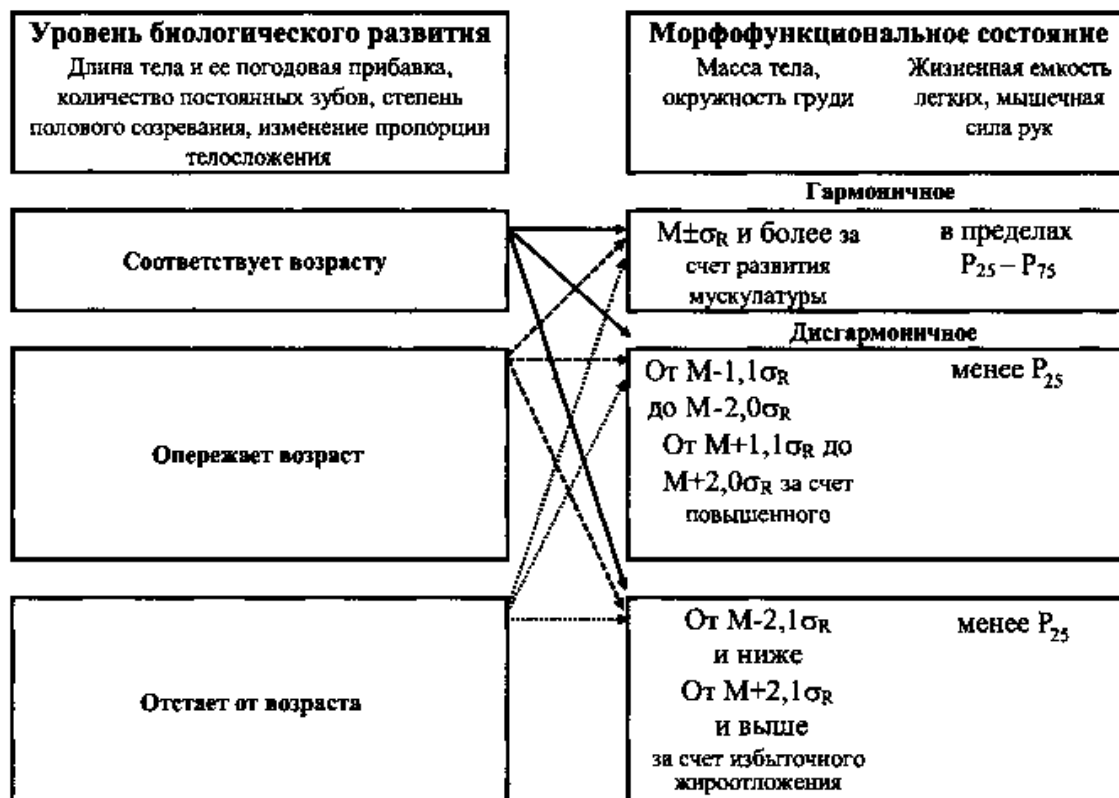 Уровень биологического развития
Длина тела и ее погодовая прибавка,
количество постоянных зубов, степень
полового созревания, изменение пропорции
телосложения
Морфофункциональное состояние
Масса тела,
окружность груди
Жизненная емкость
легких, мышечная
сила рук
Гармоничное
Соответствует возрасту
M±σR и более за
счет развития
мускулатуры
в пределах
P25 – P75
Дисгармоничное
Опережает возраст
От M-1,1σR
до M-2,0σR
От M+1,1σR до
M+2,0σR за счет
повышенного
менее P25
Отстает от возраста
От M-2,1σR
и ниже
От M+2,1σR
и выше
за счет избыточного
жироотложения
менее P25